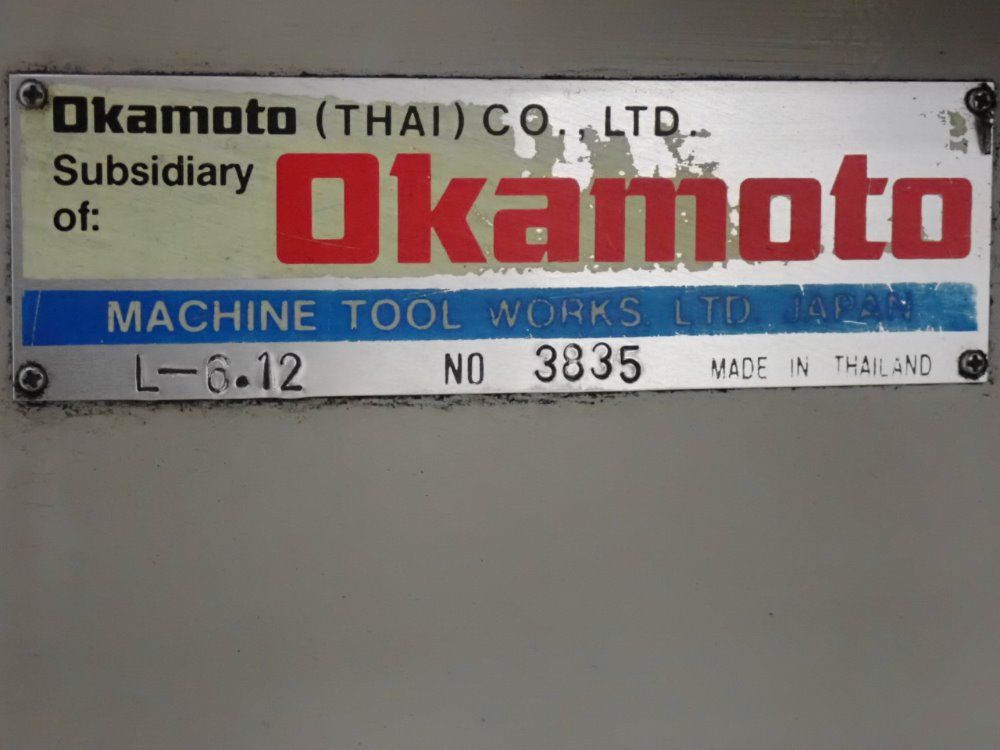 Okamoto (THAI) CO., LTD.
Subsidiary
of:
Okamoto
MACHINE TOOL WORKS. LTD. JAPAN
L-6.12 NO 3835 MADE IN THAILAND